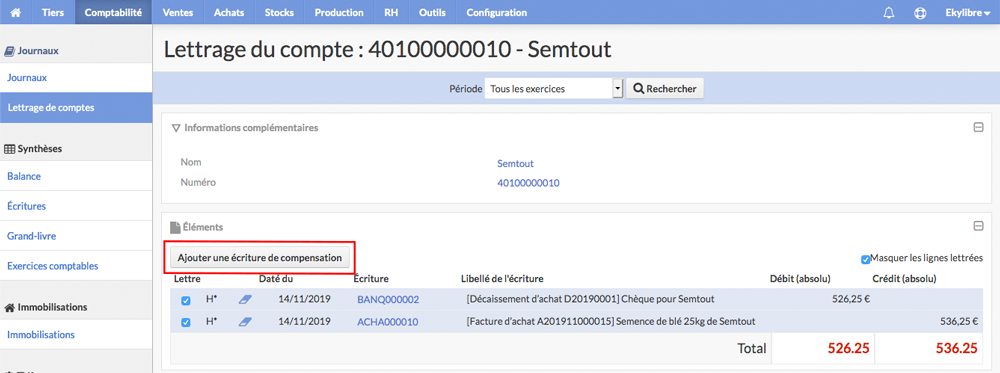 Tiers Comptabilité Ventes Achats Stocks Production RH Outils Configuration Ekylibre
Journaux
Journaux
Lettrage de comptes
Synthèses
Balance
Écritures
Grand-livre
Exercices comptables
Immobilisations
Immobilisations
Lettrage du compte : 40100000010 - Semtout
Période Tous les exercices Rechercher
Informations complémentaires
Nom Semtout
Numéro 40100000010
Éléments
Ajouter une écriture de compensation
Masquer les lignes lettrées
Lettre Date du Écriture Libellé de l'écriture Débit (absolu) Crédit (absolu)
H* 14/11/2019 BANQ000002 [Décaissement d'achat D20190001] Chèque pour Semtout 526,25 €
H* 14/11/2019 ACHA000010 [Facture d'achat A201911000015] Semence de blé 25kg de Semtout 536,25 €
Total 526.25 536.25